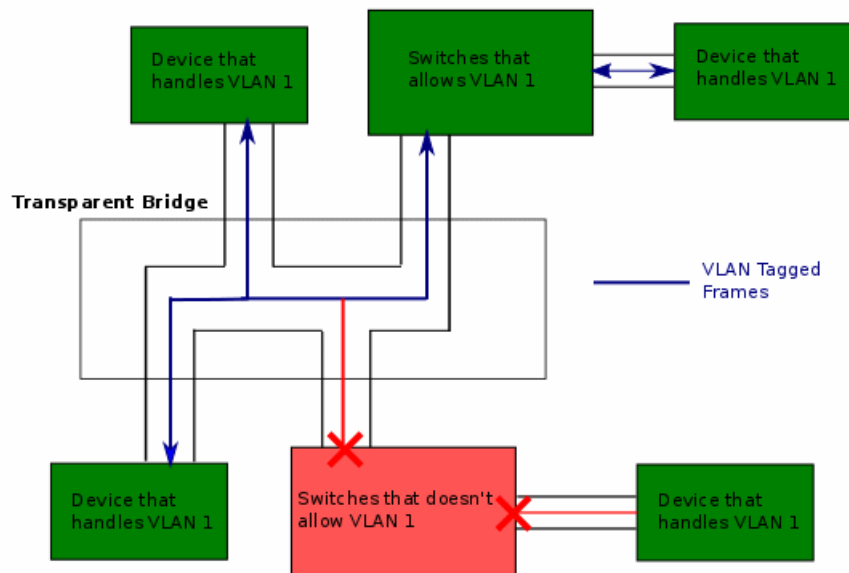 Device that
handles VLAN 1
Switches that
allows VLAN 1
Device that
handles VLAN 1
Transparent Bridge
VLAN Tagged
Frames
Device that
handles VLAN 1
Switches that doesn't
allow VLAN 1
Device that
handles VLAN 1